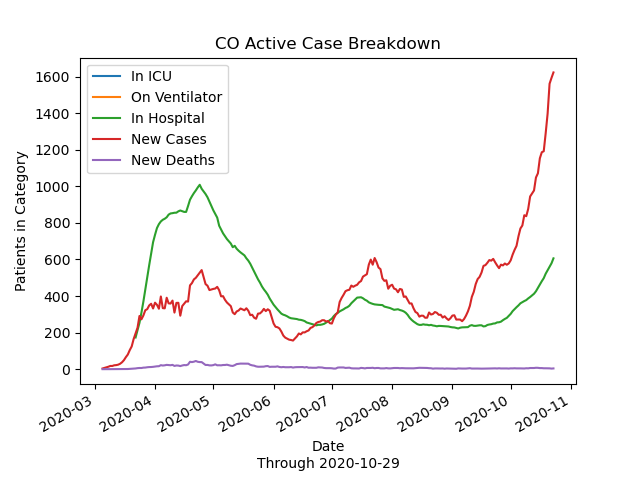 CO Active Case Breakdown
In ICU
On Ventilator
In Hospital
New Cases
New Deaths
Patients in Category
1600
1400
1200
1000
800
600
400
200
0
2020-03
2020-04
2020-05
2020-06
2020-07
2020-08
2020-09
2020-10
2020-11
Date
Through 2020-10-29